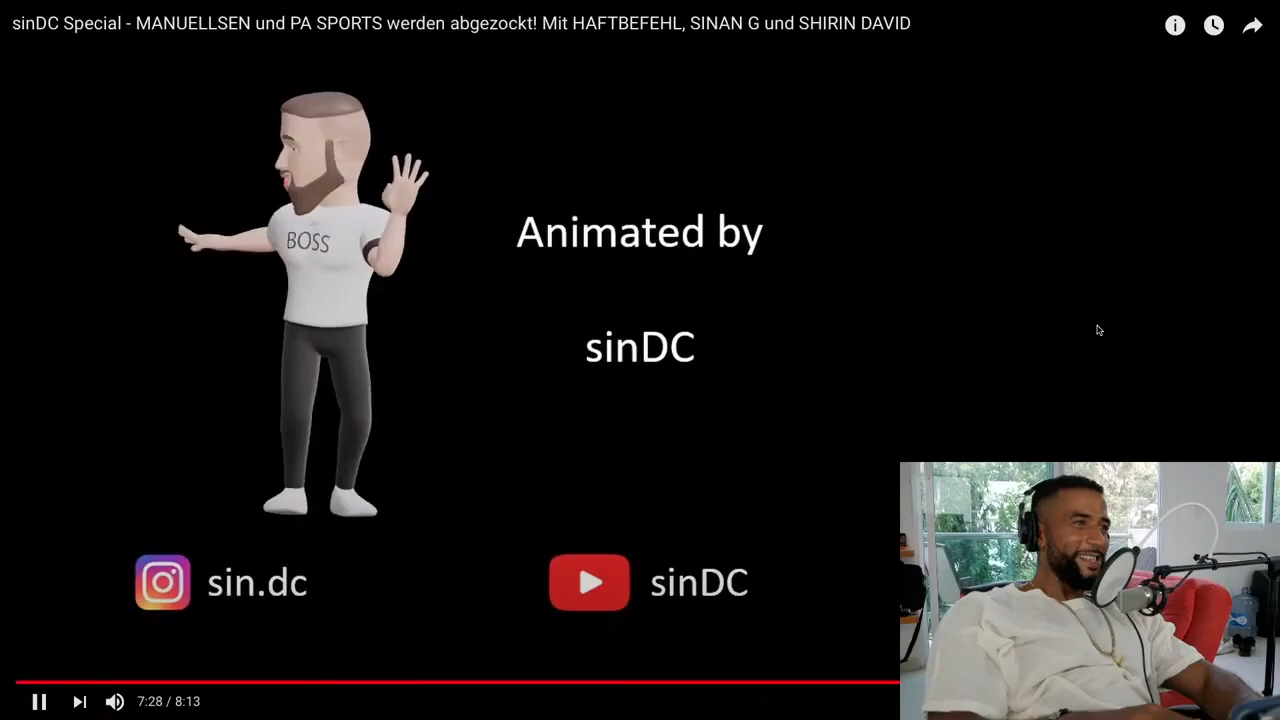 sinDC Special - MANUELLSEN und PA SPORTS werden abgezockt! Mit HAFTBEFEHL, SINAN G und SHIRIN DAVID
BOSS
Animated by
sinDC
sin.dc
sinDC
7:28 / 8:13